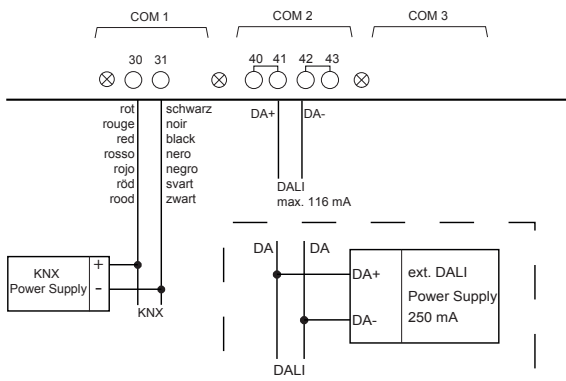 COM 1 COM 2 COM 3
30 31 40 41 42 43
rot schwarz
rouge noir
red black
rosso nero
rojo negro
röd svart
rood zwart
DA+ DA-
DALI
max. 116 mA
KNX
Power Supply
+
-
KNX
DA DA
DA+
DA-
ext. DALI
Power Supply
250 mA
DALI